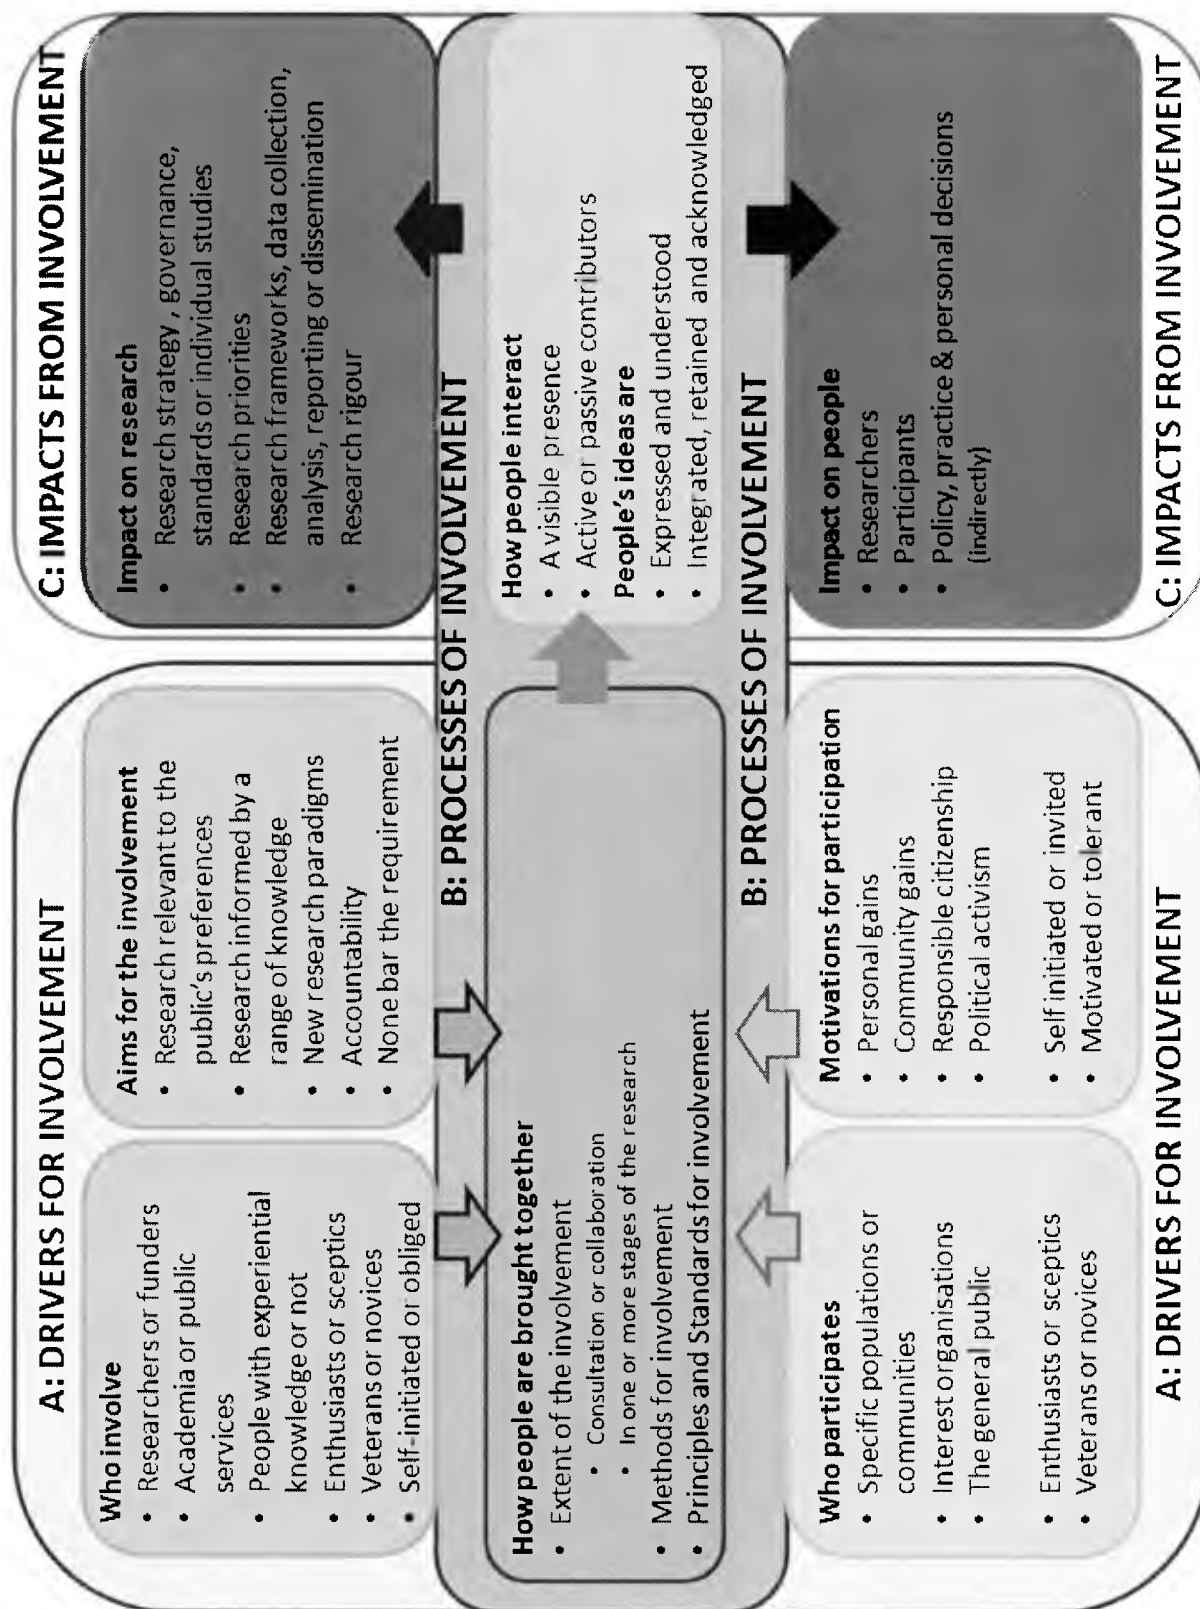 A: DRIVERS FOR INVOLVEMENT
Who involve
• Researchers or funders
• Academia or public
services
• People with experiential
knowledge or not
• Enthusiasts or sceptics
• Veterans or novices
• Self-initiated or obliged
Aims for the involvement
• Research relevant to the
public's preferences
• Research informed by a
range of knowledge
• New research paradigms
• Accountability
• None bar the requirement
C: IMPACTS FROM INVOLVEMENT
Impact on research
• Research strategy, governance,
standards or individual studies
• Research priorities
• Research frameworks, data collection,
analysis, reporting or dissemination
• Research rigour
B: PROCESSES OF INVOLVEMENT
How people are brought together
• Extent of the involvement
• Consultation or collaboration
• In one or more stages of the research
• Methods for involvement
• Principles and Standards for involvement
How people interact
• A visible presence
• Active or passive contributors
People's ideas are
• Expressed and understood
• Integrated, retained and acknowledged
B: PROCESSES OF INVOLVEMENT
Who participates
• Specific populations or
communities
• Interest organisations
• The general public
• Enthusiasts or sceptics
• Veterans or novices
Motivations for participation
• Personal gains
• Community gains
• Responsible citizenship
• Political activism
• Self initiated or invited
• Motivated or tolerant
Impact on people
• Researchers
• Participants
• Policy, practice & personal decisions
(indirectly)
A: DRIVERS FOR INVOLVEMENT
C: IMPACTS FROM INVOLVEMENT